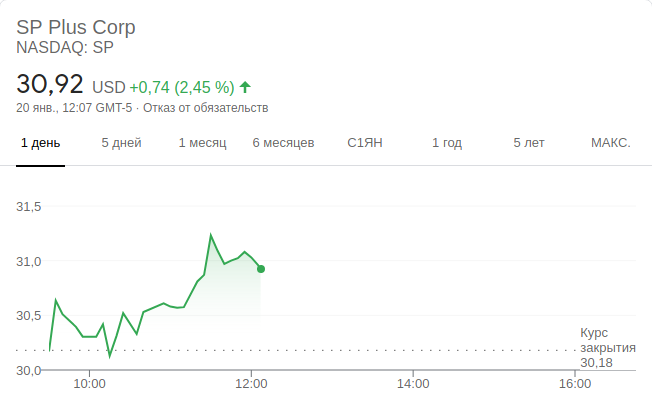 SP Plus Corp
NASDAQ: SP
30,92 USD +0,74 (2,45 %)
20 янв., 12:07 GMT-5 · Отказ от обязательств
1 день 5 дней 1 месяц 6 месяцев С1ЯН 1 год 5 лет МАКС.
31,5
31,0
30,5
Курс
закрытия
30,18
30,0
10:00 12:00 14:00 16:00